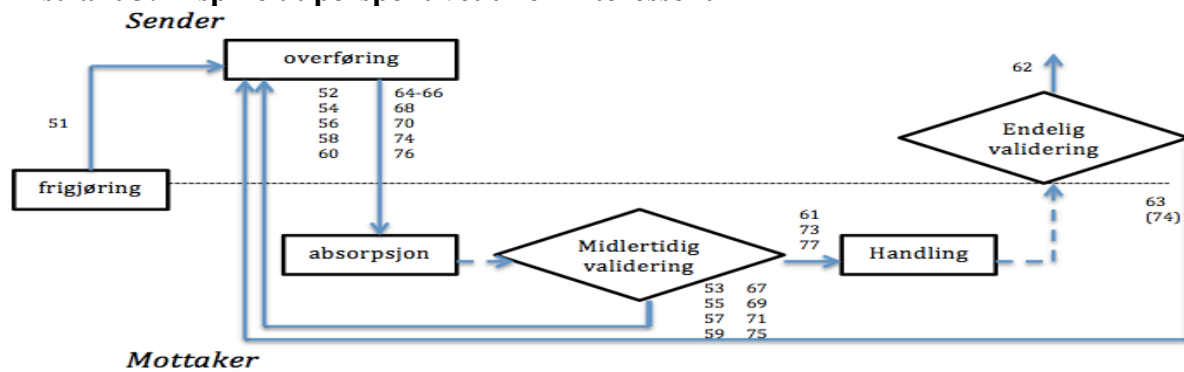 Sender
overføring
62
52 64-66
54 68
51
56 70
58 74
60 76
Endelig
validering
frigjøring
63
(74)
61
73
77
absorpsjon
Midlertidig
validering
Handling
53 67
55 69
57 71
59 75
Mottaker